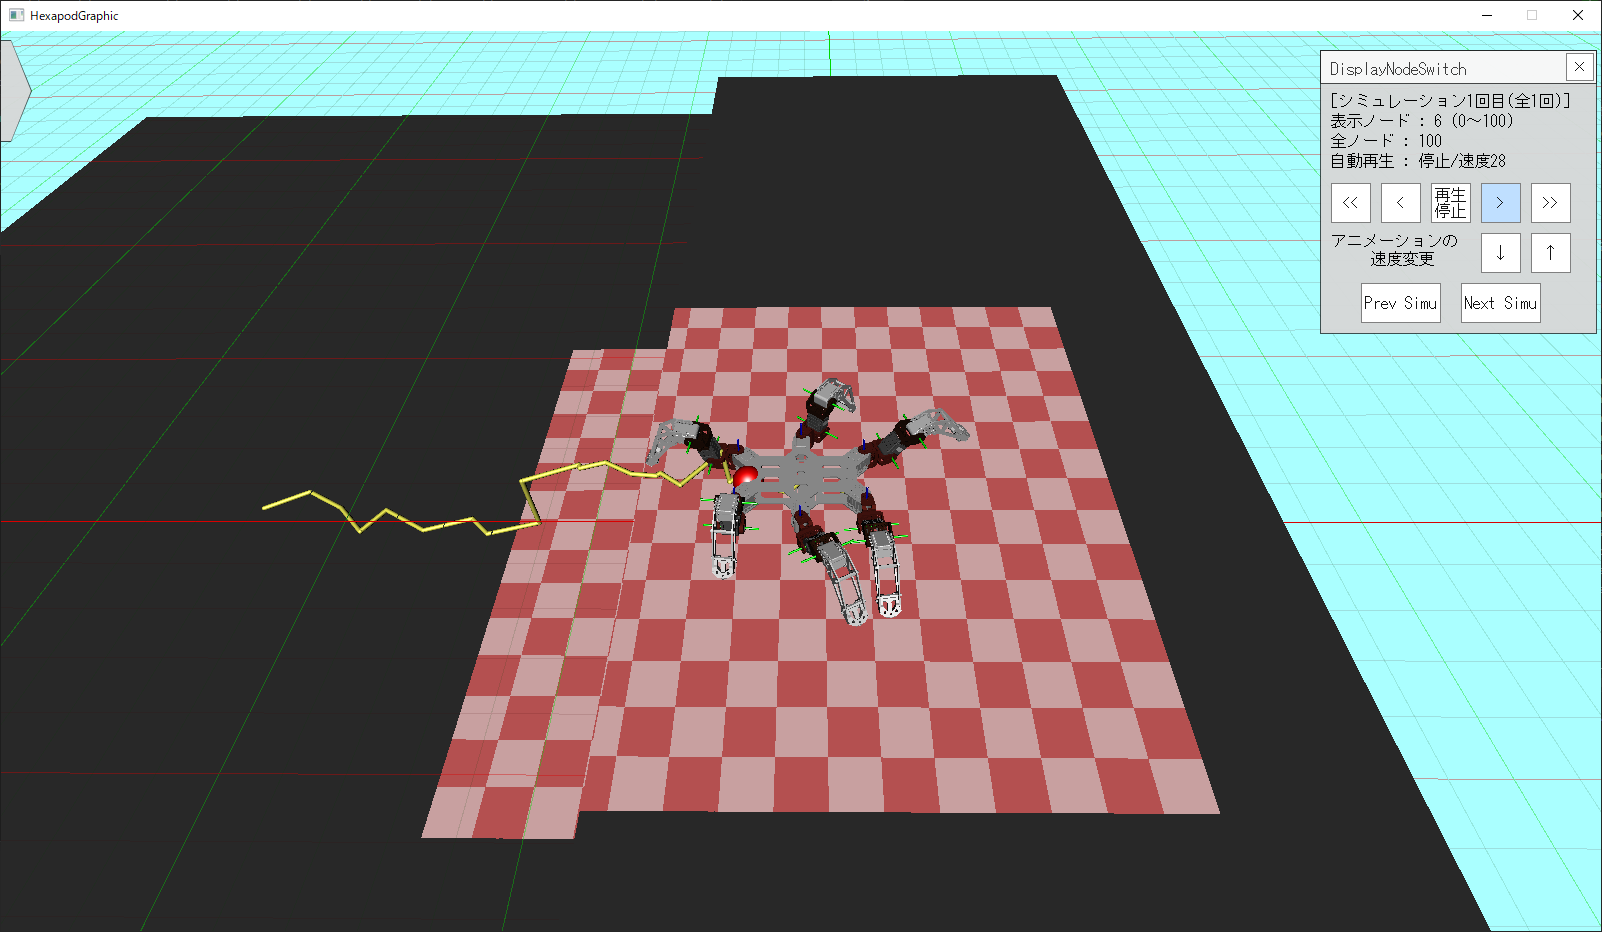 HexapodGraphic
DisplayNodeSwitch
[シミュレーション1回目(全1回)]
表示ノード : 6 (0～100)
全ノード : 100
自動再生 : 停止/速度28
<< < 再生停止 > >>
アニメーションの
速度変更
↓ ↑
Prev Simu Next Simu